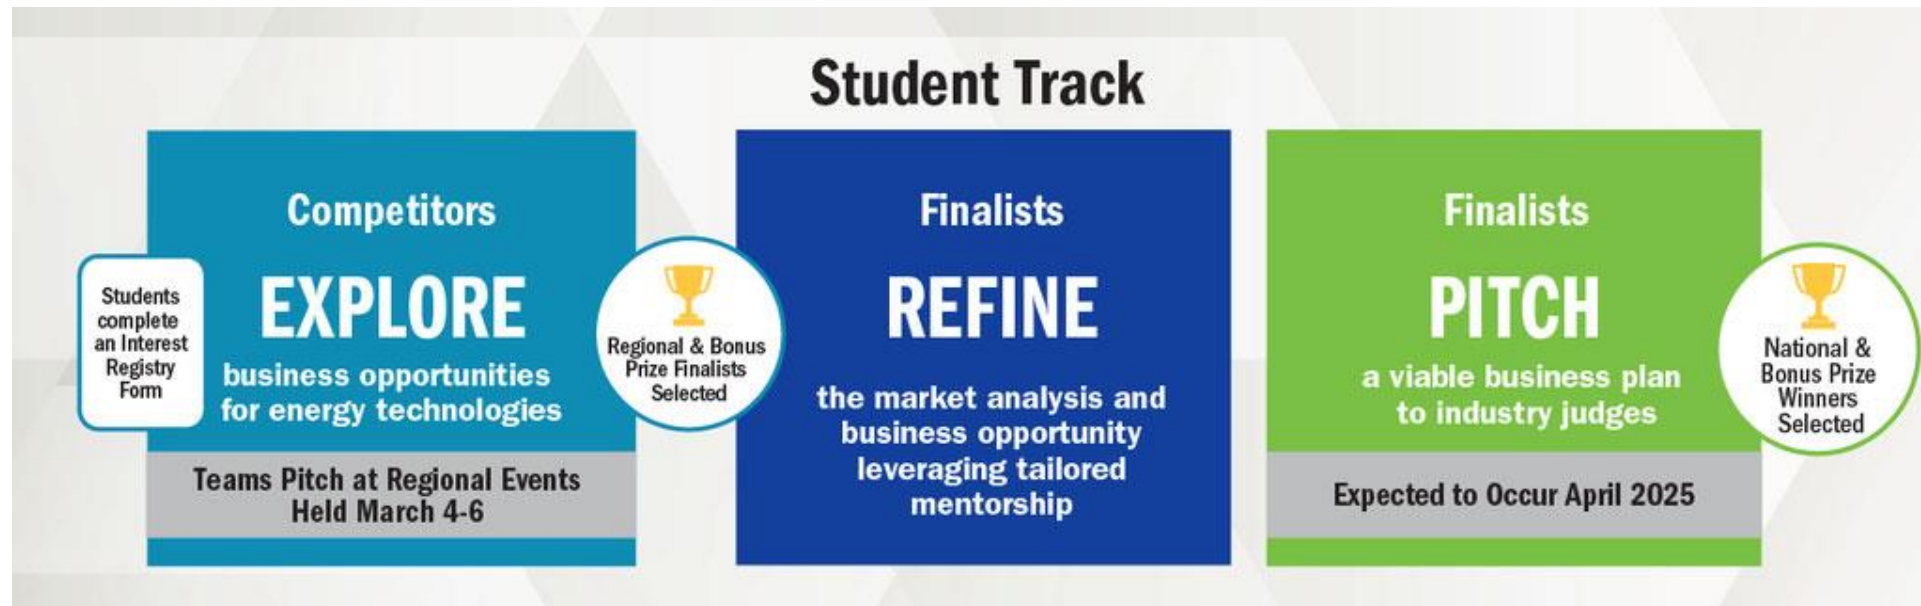 Student Track
Students
complete
an Interest
Registry
Form
Competitors
EXPLORE
business opportunities
for energy technologies
Teams Pitch at Regional Events
Held March 4-6
Regional & Bonus
Prize Finalists
Selected
Finalists
REFINE
the market analysis and
business opportunity
leveraging tailored
mentorship
Finalists
PITCH
a viable business plan
to industry judges
Expected to Occur April 2025
National &
Bonus Prize
Winners
Selected